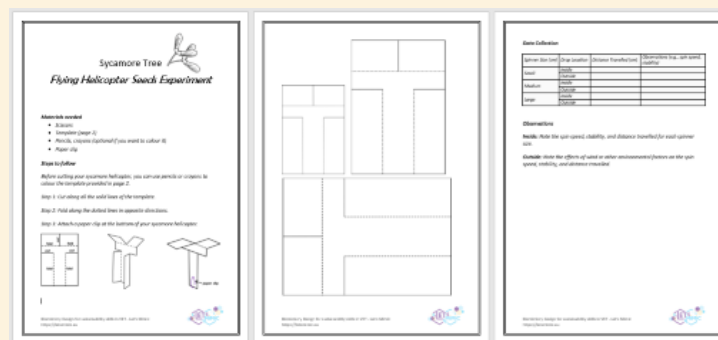 Sycamore Tree
Flying Helicopter Seeds Experiment
Materials needed
Scissors
Template (page 2)
Pencils, crayons (optional if you want to colour it)
Paper clip
Steps to follow
Before cutting your sycamore helicopter, you can use pencils or crayons to
colour the template provided in page 2.
Step 1: Cut along all the solid lines of the template.
Step 2: Fold along the dotted lines in opposite directions.
Step 3: Attach a paper clip at the bottom of your sycamore helicopter.
paper clip
Data Collection
Spinner Size (cm) Drop Location Distance Travelled (cm) Observations (e.g., spin speed,
stability)
Small Inside
Outside
Medium Inside
Outside
Large Inside
Outside
Observations
Inside: Note the spin speed, stability, and distance travelled for each spinner
size.
Outside: Note the effects of wind or other environmental factors on the spin
speed, stability, and distance travelled.